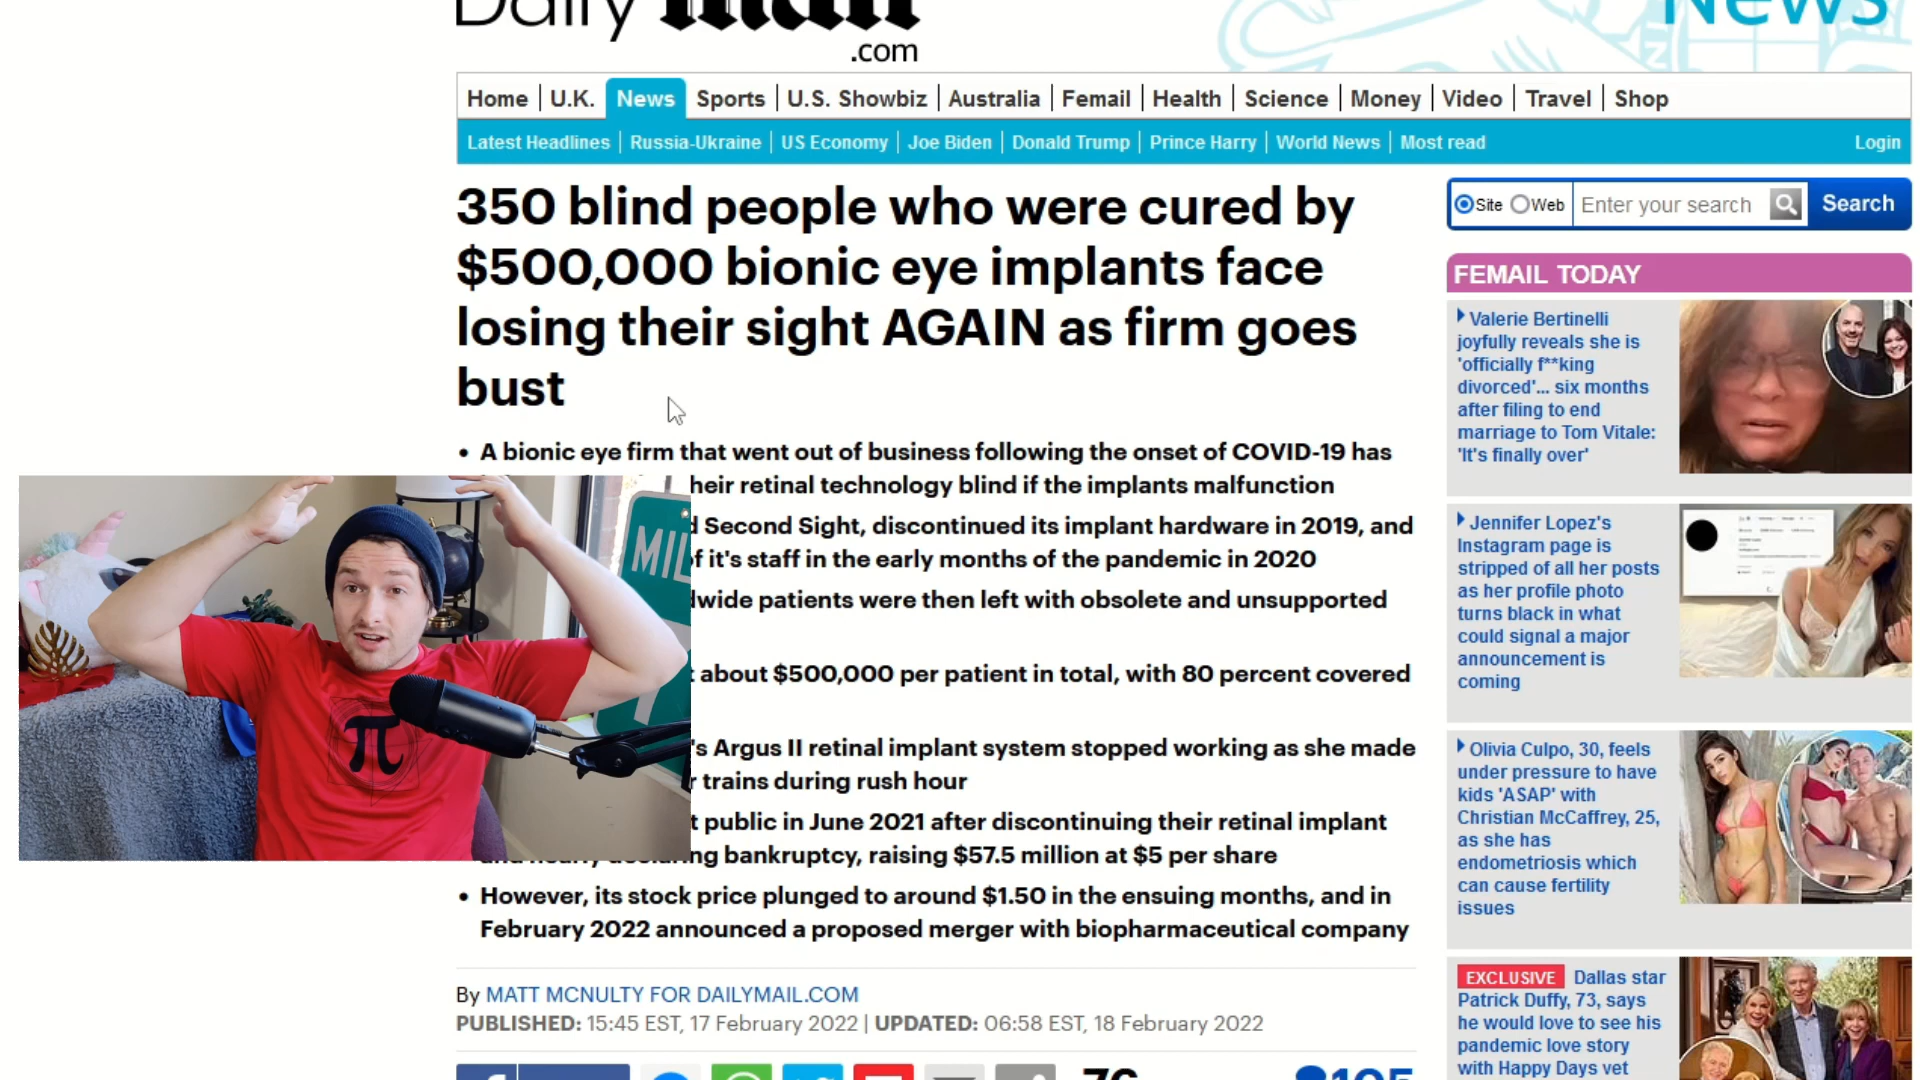 Daily Mail
.com
News
Home
U.K.
News
Sports
U.S. Showbiz
Australia
Femail
Health
Science
Money
Video
Travel
Shop
Latest Headlines
Russia-Ukraine
US Economy
Joe Biden
Donald Trump
Prince Harry
World News
Most read
Login
350 blind people who were cured by
$500,000 bionic eye implants face
losing their sight AGAIN as firm goes
bust
• A bionic eye firm that went out of business following the onset of COVID-19 has
heir retinal technology blind if the implants malfunction
d Second Sight, discontinued its implant hardware in 2019, and
of it's staff in the early months of the pandemic in 2020
dwide patients were then left with obsolete and unsupported
t about $500,000 per patient in total, with 80 percent covered
's Argus II retinal implant system stopped working as she made
r trains during rush hour
t public in June 2021 after discontinuing their retinal implant
ng bankruptcy, raising $57.5 million at $5 per share
• However, its stock price plunged to around $1.50 in the ensuing months, and in
February 2022 announced a proposed merger with biopharmaceutical company
By MATT MCNULTY FOR DAILYMAIL.COM
PUBLISHED: 15:45 EST, 17 February 2022 | UPDATED: 06:58 EST, 18 February 2022
MIL
π
Site
Web
Enter your search
Search
FEMAIL TODAY
Valerie Bertinelli
joyfully reveals she is
'officially f**king
divorced'... six months
after filing to end
marriage to Tom Vitale:
'It's finally over'
Jennifer Lopez's
Instagram page is
stripped of all her posts
as her profile photo
turns black in what
could signal a major
announcement is
coming
Olivia Culpo, 30, feels
under pressure to have
kids 'ASAP' with
Christian McCaffrey, 25,
as she has
endometriosis which
can cause fertility
issues
EXCLUSIVE Dallas star
Patrick Duffy, 73, says
he would love to see his
pandemic love story
with Happy Days vet